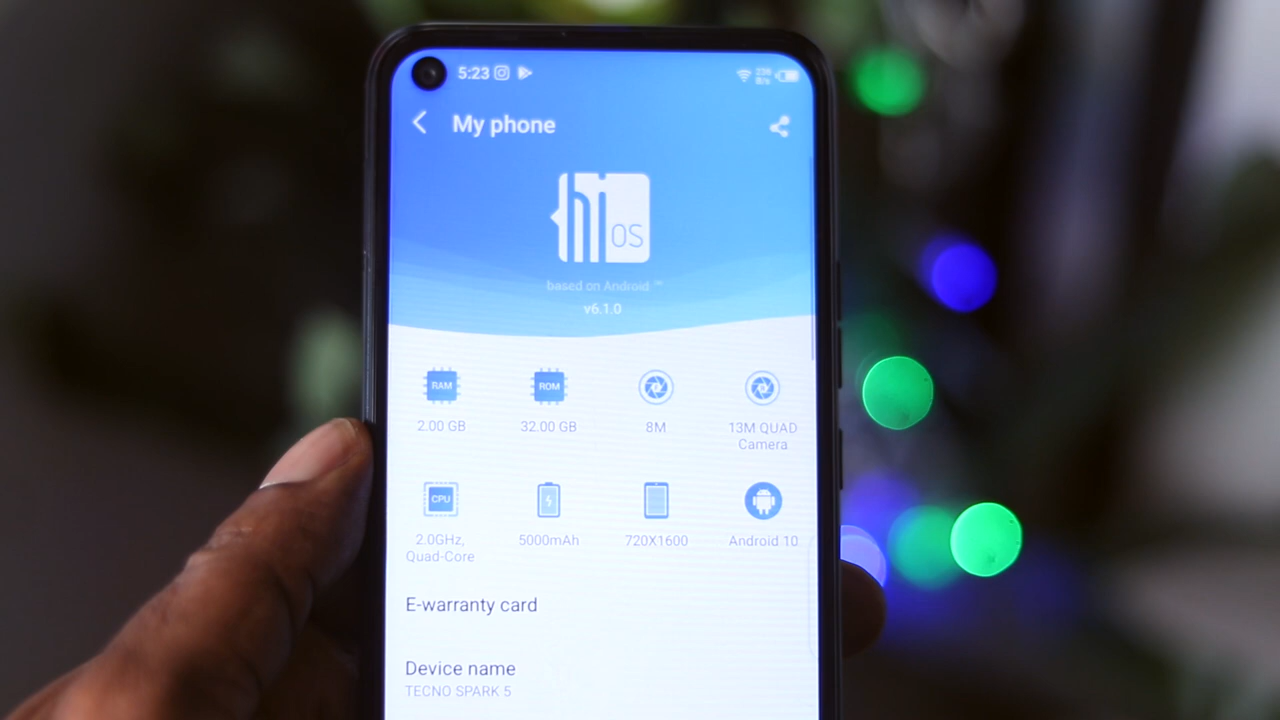 5:23
236
B/s
My phone
hi
OS
based on Android ™
v6.1.0
RAM
ROM
2.00 GB
32.00 GB
8M
13M QUAD
Camera
CPU
2.0GHz,
Quad-Core
5000mAh
720X1600
Android 10
E-warranty card
Device name
TECNO SPARK 5